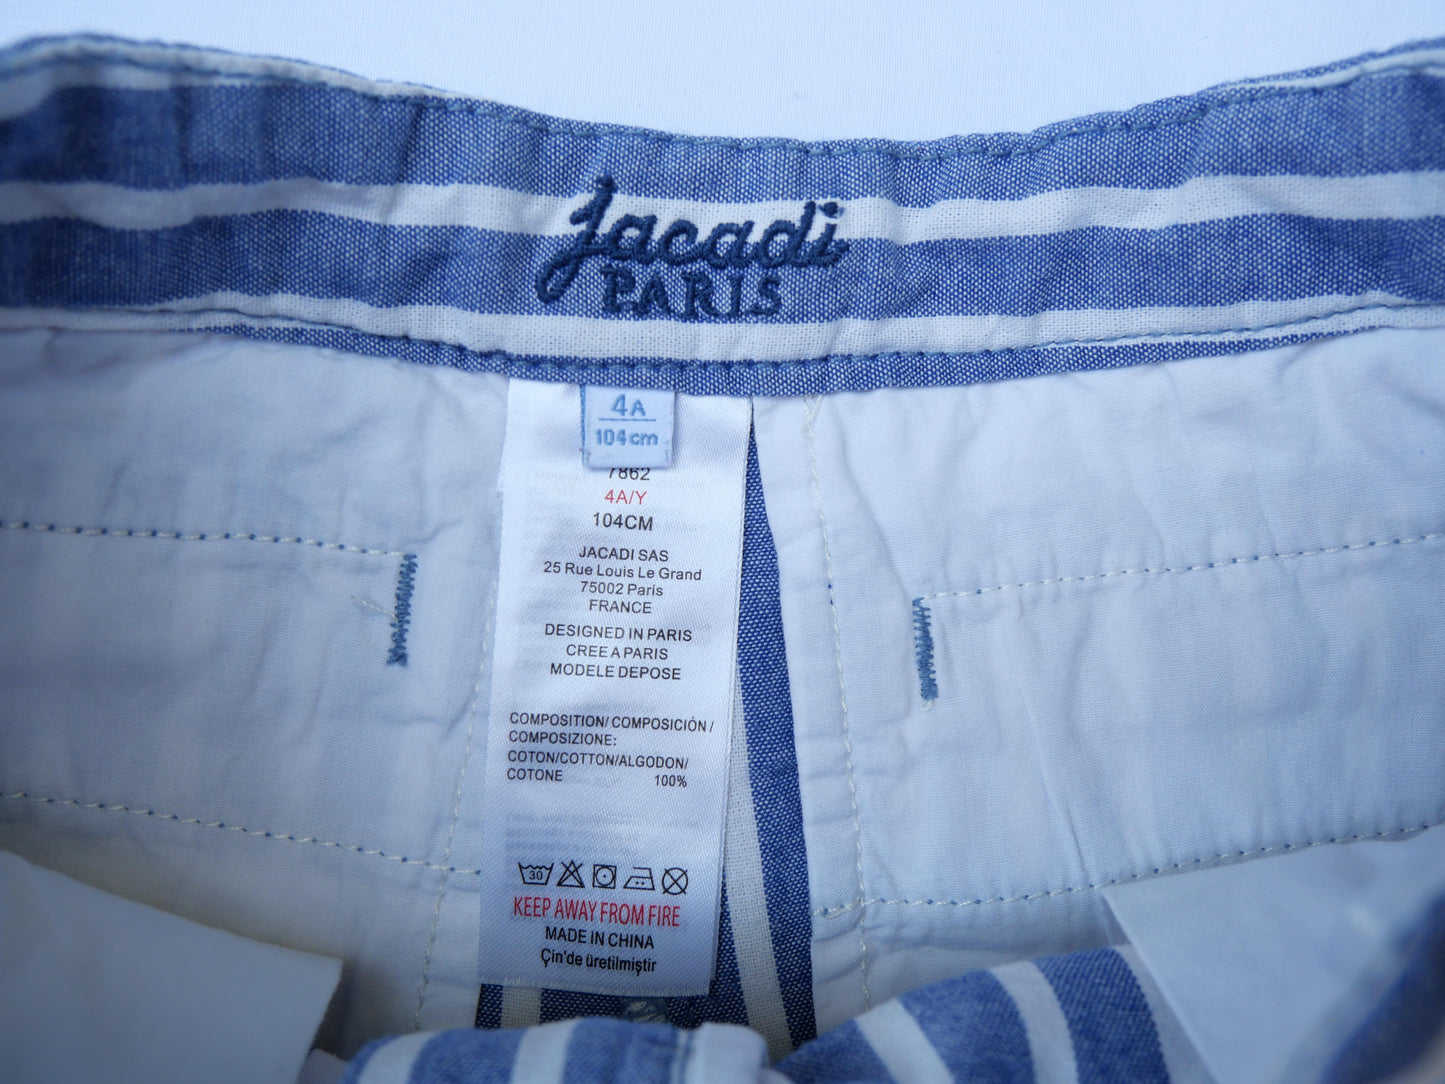 Jacadi
PARIS
4A
104cm
7862
4A/Y
104CM
JACADI SAS
25 Rue Louis Le Grand
75002 Paris
FRANCE
DESIGNED IN PARIS
CREE A PARIS
MODELE DEPOSE
COMPOSITION/ COMPOSICIÓN /
COMPOSIZIONE:
COTON/COTTON/ALGODON/
COTONE 100%
30
KEEP AWAY FROM FIRE
MADE IN CHINA
Çin'de üretilmiştir